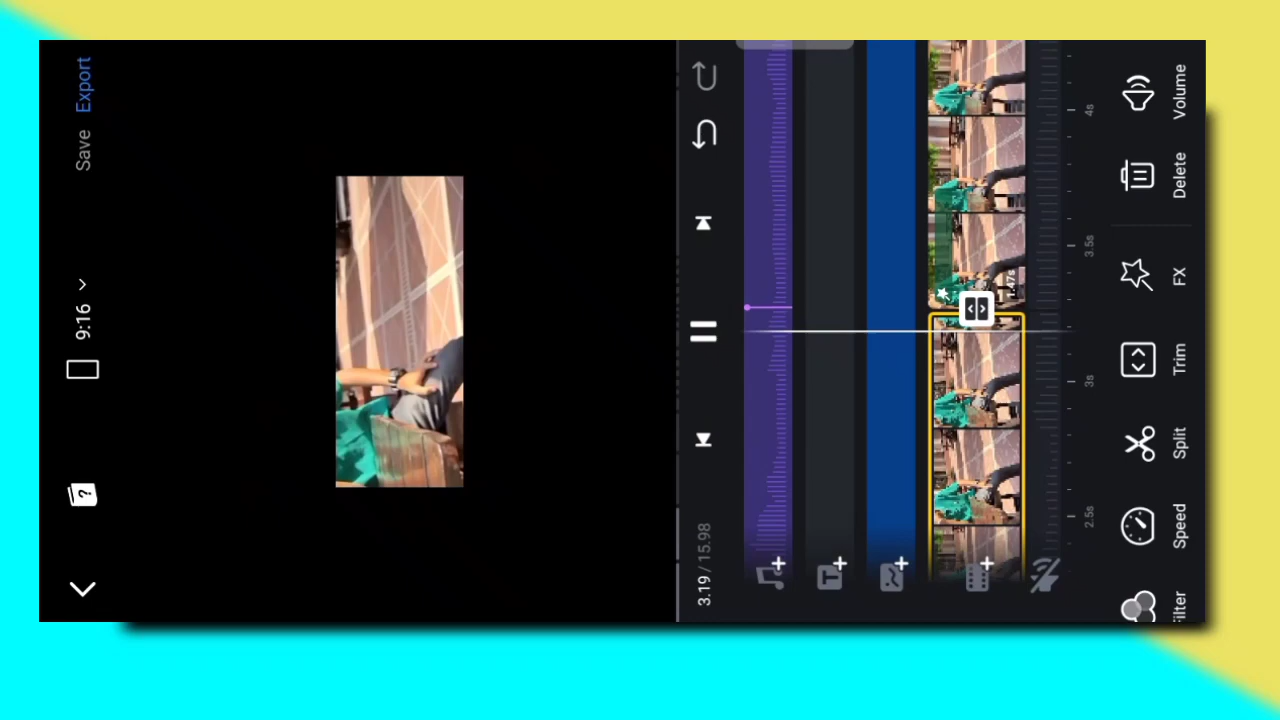 9:16
Save
Export
3.19 / 15.98
T
2.5s
3s
3.5s
4s
Filter
Speed
Split
Trim
FX
Delete
Volume